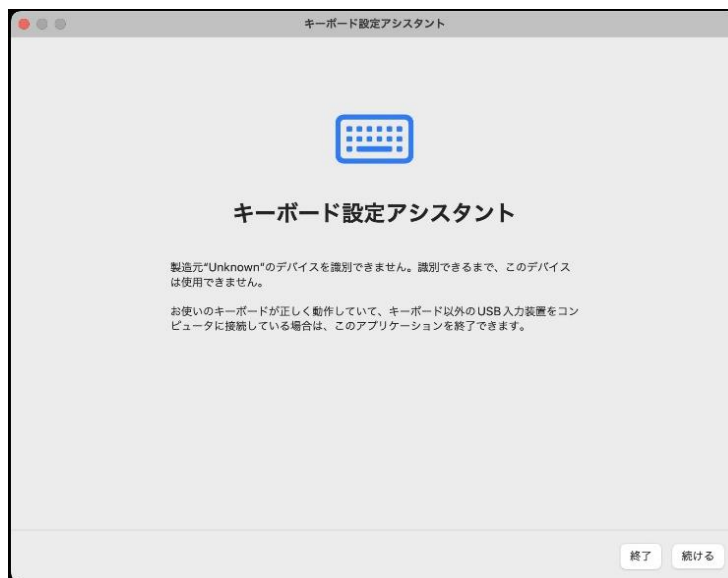 キーボード設定アシスタント
キーボード設定アシスタント
製造元“Unknown”のデバイスを識別できません。識別できるまで、このデバイス
は使用できません。
お使いのキーボードが正しく動作していて、キーボード以外のUSB入力装置をコン
ピュータに接続している場合は、このアプリケーションを終了できます。
終了
続ける